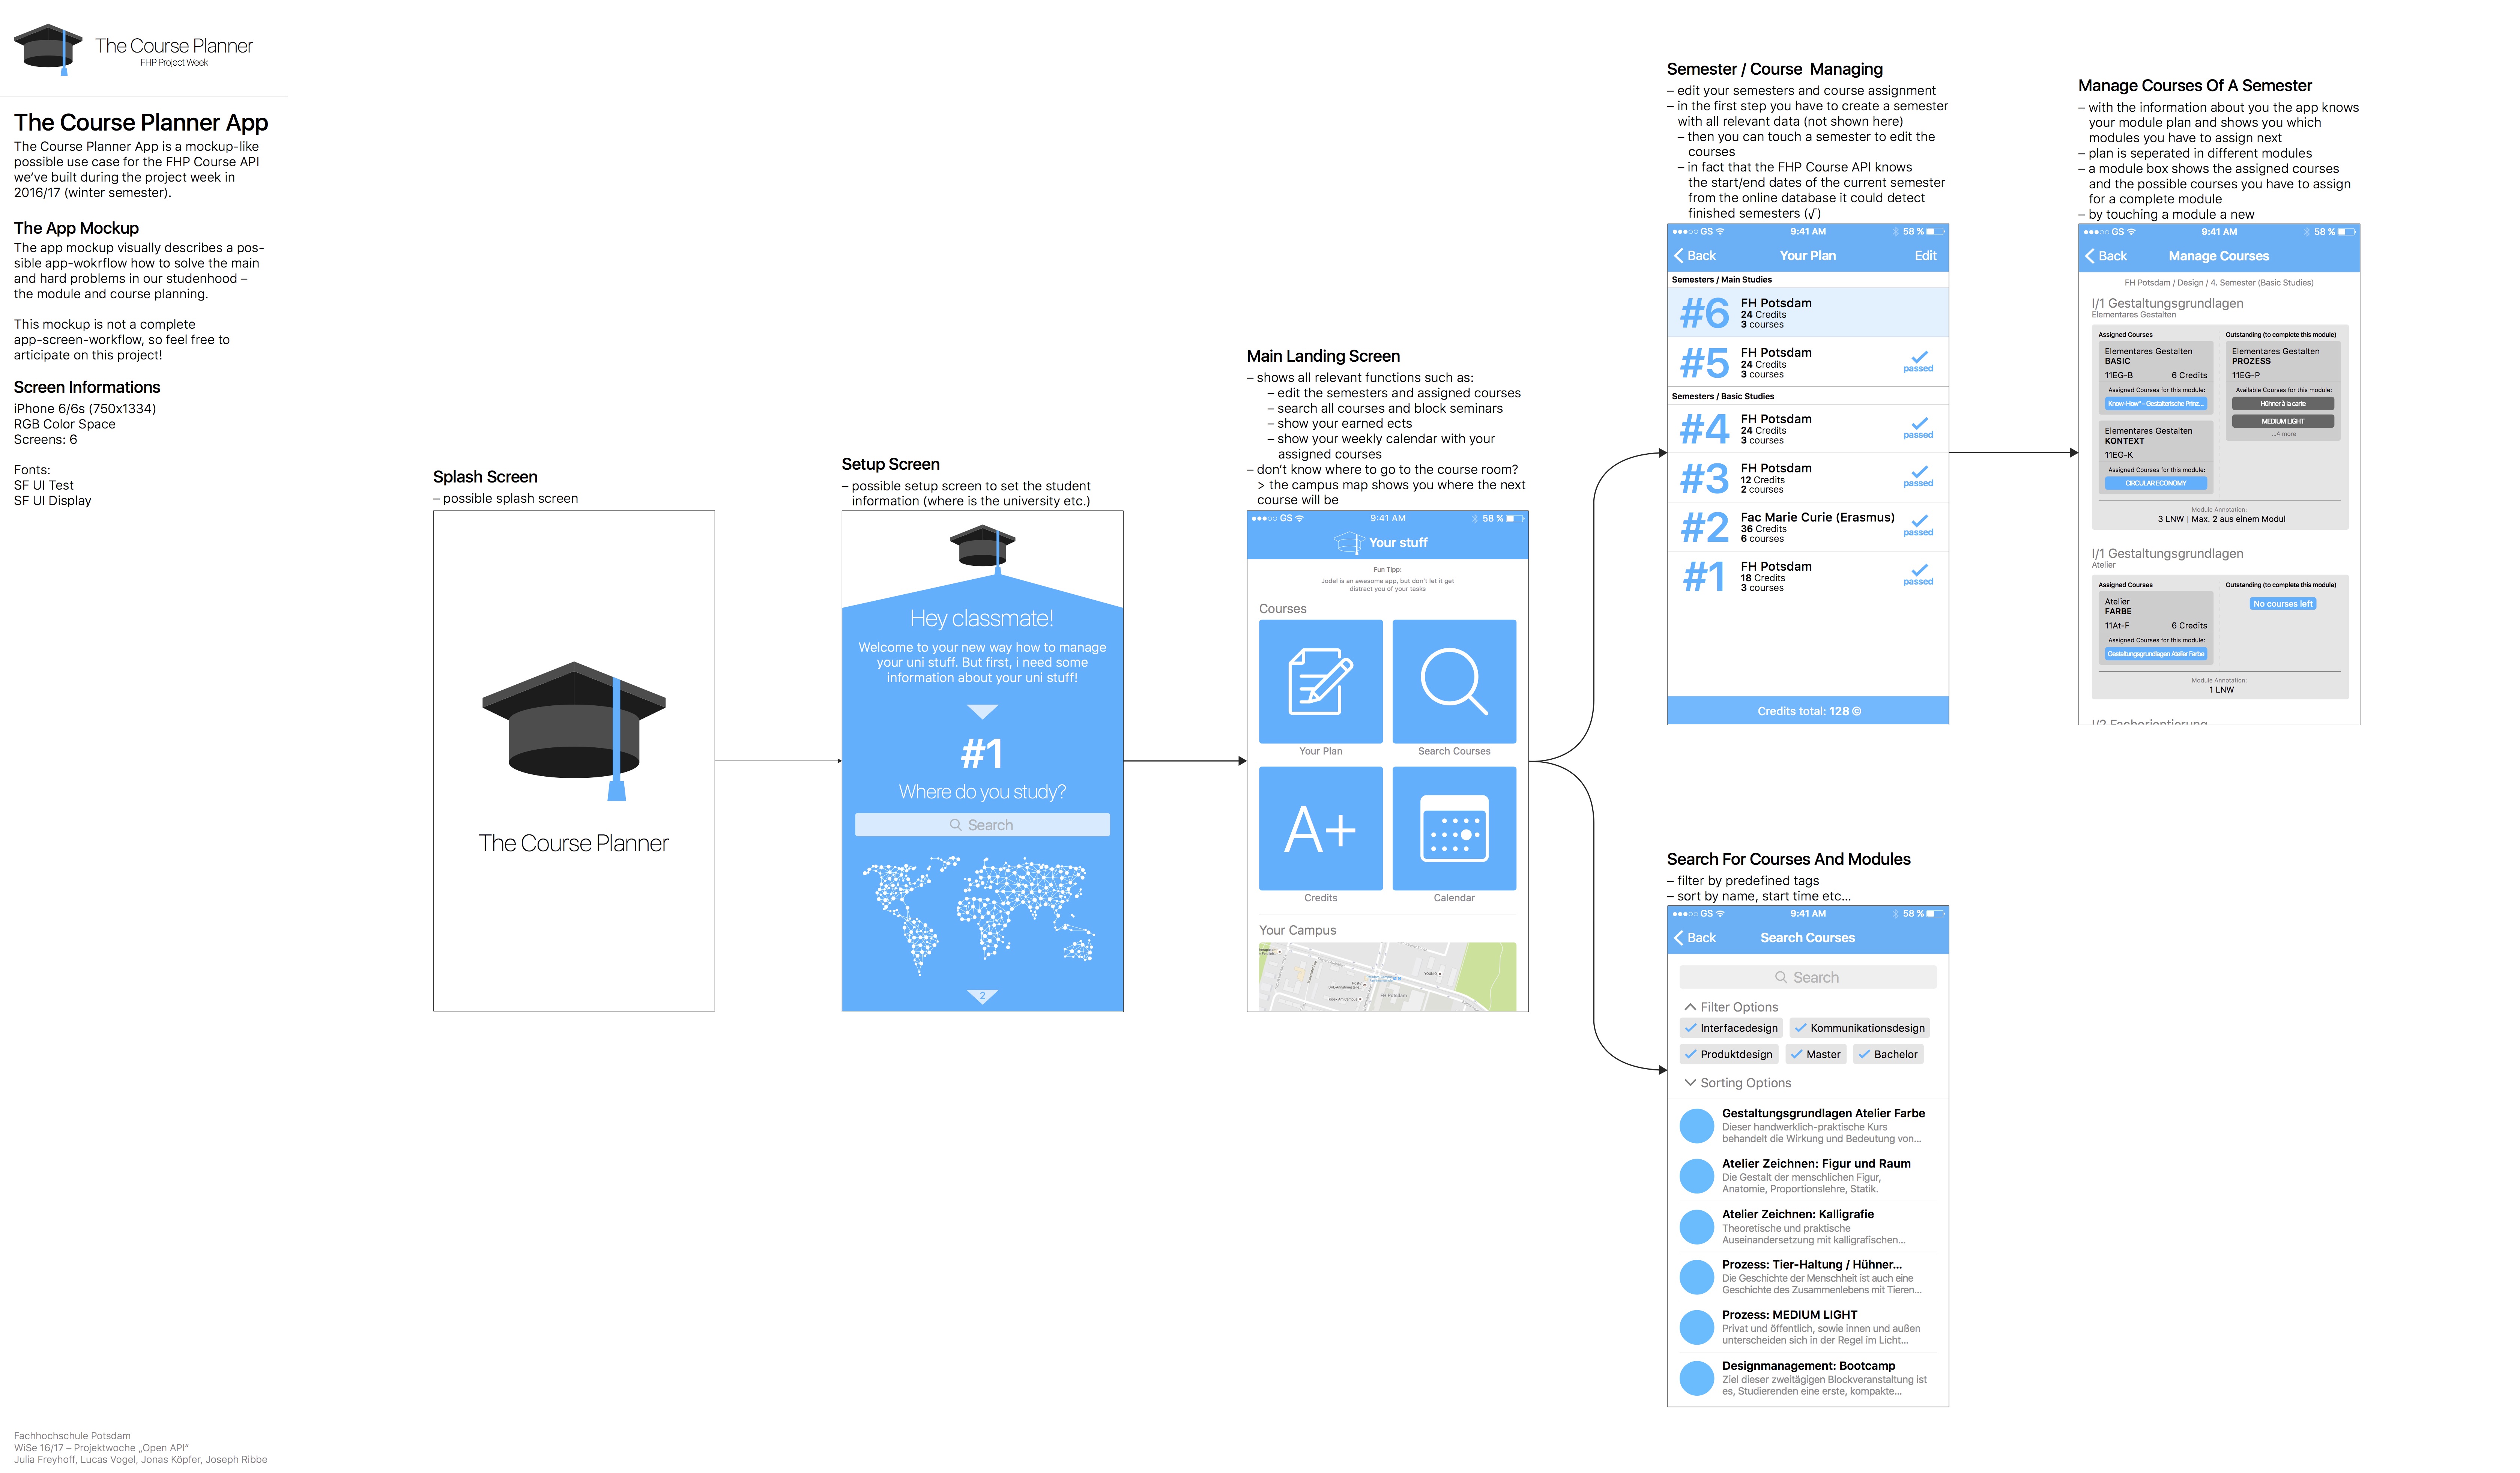 The Course Planner
FHP Project Week
The Course Planner App
The Course Planner App is a mockup-like
possible use case for the FHP Course API
we've built during the project week in
2016/17 (winter semester).
The App Mockup
The app mockup visually describes a pos-
sible app-wokrflow how to solve the main
and hard problems in our studenhood –
the module and course planning.
This mockup is not a complete
app-screen-workflow, so feel free to
articipate on this project!
Screen Informations
iPhone 6/6s (750x1334)
RGB Color Space
Screens: 6
Fonts:
SF UI Test
SF UI Display
Fachhochschule Potsdam
WiSe 16/17 – Projektwoche „Open API“
Julia Freyhoff, Lucas Vogel, Jonas Köpfer, Joseph Ribbe
Splash Screen
– possible splash screen
The Course Planner
Setup Screen
– possible setup screen to set the student
information (where is the university etc.)
Hey classmate!
Welcome to your new way how to manage
your uni stuff. But first, i need some
information about your uni stuff!
#1
Where do you study?
Search
2
Main Landing Screen
– shows all relevant functions such as:
– edit the semesters and assigned courses
– search all courses and block seminars
– show your earned ects
– show your weekly calendar with your
assigned courses
– don't know where to go to the course room?
> the campus map shows you where the next
course will be
GS 9:41 AM 58 %
Your stuff
Fun Tipp:
Jodel is an awesome app, but don't let it get
distract you of your tasks
Courses
Your Plan
Search Courses
A+
Credits
Calendar
Your Campus
FH Potsdam
Semester / Course Managing
– edit your semesters and course assignment
– in the first step you have to create a semester
with all relevant data (not shown here)
– then you can touch a semester to edit the
courses
– in fact that the FHP Course API knows
the start/end dates of the current semester
from the online database it could detect
finished semesters (√)
GS 9:41 AM 58 %
Back Your Plan Edit
Semesters / Main Studies
#6
FH Potsdam
24 Credits
3 courses
#5
FH Potsdam
24 Credits
3 courses
passed
Semesters / Basic Studies
#4
FH Potsdam
24 Credits
3 courses
passed
#3
FH Potsdam
12 Credits
2 courses
passed
#2
Fac Marie Curie (Erasmus)
36 Credits
6 courses
passed
#1
FH Potsdam
18 Credits
3 courses
passed
Credits total: 128 ©
Search For Courses And Modules
– filter by predefined tags
– sort by name, start time etc...
GS 9:41 AM 58 %
Back Search Courses
Search
Filter Options
Interfacedesign Kommunikationsdesign
Produktdesign Master Bachelor
Sorting Options
Gestaltungsgrundlagen Atelier Farbe
Dieser handwerklich-praktische Kurs
behandelt die Wirkung und Bedeutung von...
Atelier Zeichnen: Figur und Raum
Die Gestalt der menschlichen Figur,
Anatomie, Proportionslehre, Statik.
Atelier Zeichnen: Kalligrafie
Theoretische und praktische
Auseinandersetzung mit kalligrafischen...
Prozess: Tier-Haltung / Hühner...
Die Geschichte der Menschheit ist auch eine
Geschichte des Zusammenlebens mit Tieren...
Prozess: MEDIUM LIGHT
Privat und öffentlich, sowie innen und außen
unterscheiden sich in der Regel im Licht...
Designmanagement: Bootcamp
Ziel dieser zweitägigen Blockveranstaltung ist
es, Studierenden eine erste, kompakte...
Manage Courses Of A Semester
– with the information about you the app knows
your module plan and shows you which
modules you have to assign next
– plan is seperated in different modules
– a module box shows the assigned courses
and the possible courses you have to assign
for a complete module
– by touching a module a new
GS 9:41 AM 58 %
Back Manage Courses
FH Potsdam / Design / 4. Semester (Basic Studies)
I/1 Gestaltungsgrundlagen
Elementares Gestalten
Assigned Courses
Elementares Gestalten
BASIC
11EG-B 6 Credits
Assigned Courses for this module:
Know-How" – Gestalterische Prinz...
Elementares Gestalten
KONTEXT
11EG-K
Assigned Courses for this module:
CIRCULAR ECONOMY
Outstanding (to complete this module)
Elementares Gestalten
PROZESS
11EG-P
Available Courses for this module:
Hühner à la carte
MEDIUM LIGHT
...4 more
Module Annotation:
3 LNW | Max. 2 aus einem Modul
I/1 Gestaltungsgrundlagen
Atelier
Assigned Courses
Atelier
FARBE
11At-F 6 Credits
Assigned Courses for this module:
Gestaltungsgrundlagen Atelier Farbe
Outstanding (to complete this module)
No courses left
Module Annotation:
1 LNW
I/2 Fachorientierung